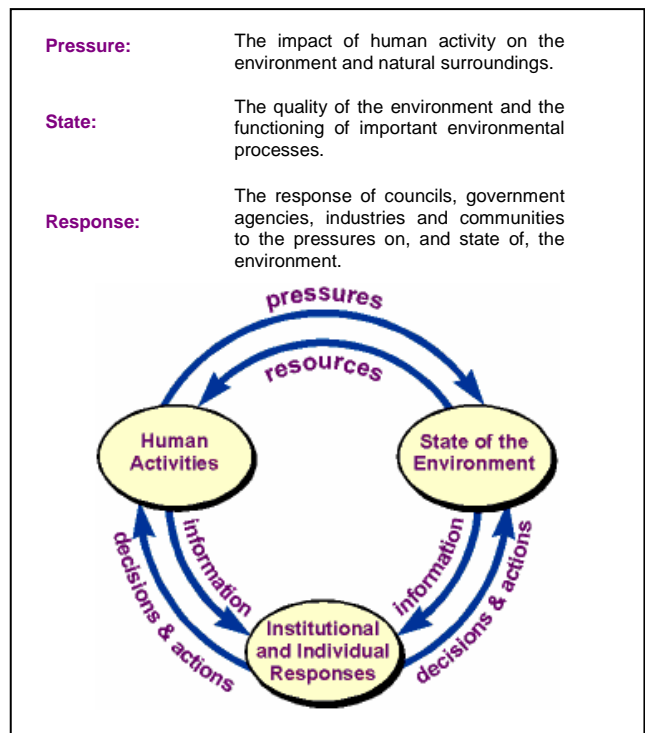 Pressure:
The impact of human activity on the
environment and natural surroundings.
State:
The quality of the environment and the
functioning of important environmental
processes.
Response:
The response of councils, government
agencies, industries and communities
to the pressures on, and state of, the
environment.
pressures
resources
Human
Activities
State of the
Environment
information
decisions & actions
information
decisions & actions
Institutional
and Individual
Responses